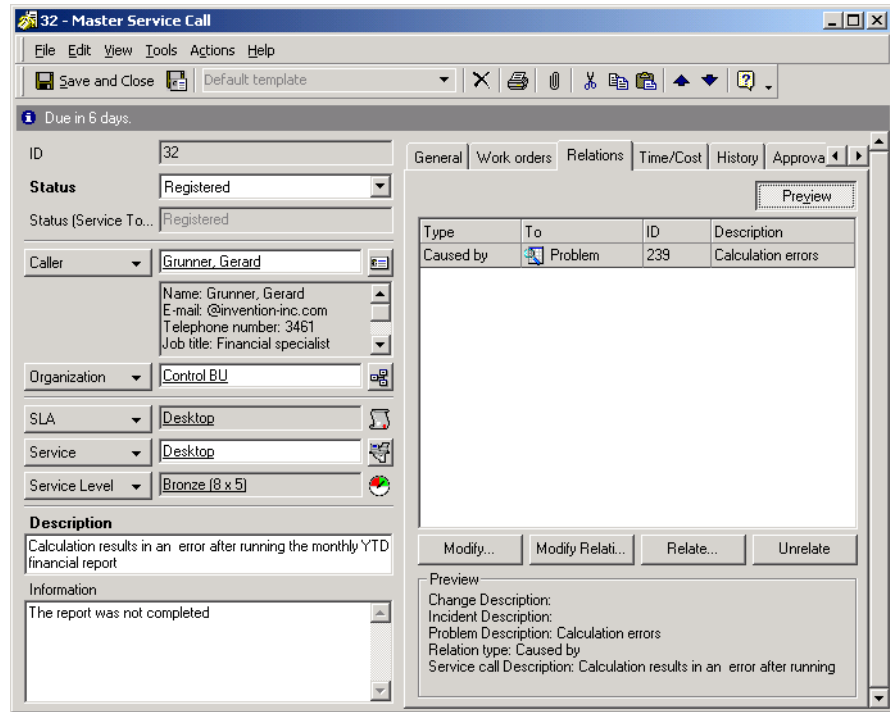 32 - Master Service Call
File Edit View Tools Actions Help
Save and Close Default template
Due in 6 days.
ID 32
Status Registered
Status (Service To... Registered
Caller Grunner, Gerard
Name: Grunner, Gerard
E-mail: @invention-inc.com
Telephone number: 3461
Job title: Financial specialist
Organization Control BU
SLA Desktop
Service Desktop
Service Level Bronze (8 x 5)
Description
Calculation results in an  error after running the monthly YTD
financial report
Information
The report was not completed
General Work orders Relations Time/Cost History Approva
Preview
Type To ID Description
Caused by Problem 239 Calculation errors
Modify... Modify Relati... Relate... Unrelate
Preview
Change Description:
Incident Description:
Problem Description: Calculation errors
Relation type: Caused by
Service call Description: Calculation results in an  error after running